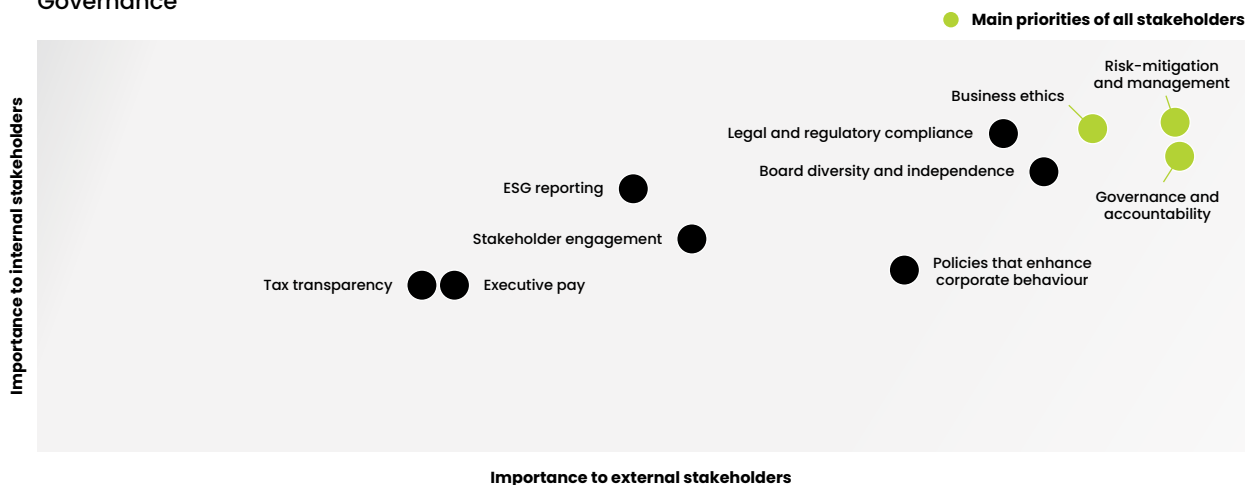 Governance
Main priorities of all stakeholders
Risk-mitigation
and management
Business ethics
Legal and regulatory compliance
Board diversity and independence
ESG reporting
Governance and
accountability
Stakeholder engagement
Policies that enhance
corporate behaviour
Tax transparency
Executive pay
Importance to internal stakeholders
Importance to external stakeholders